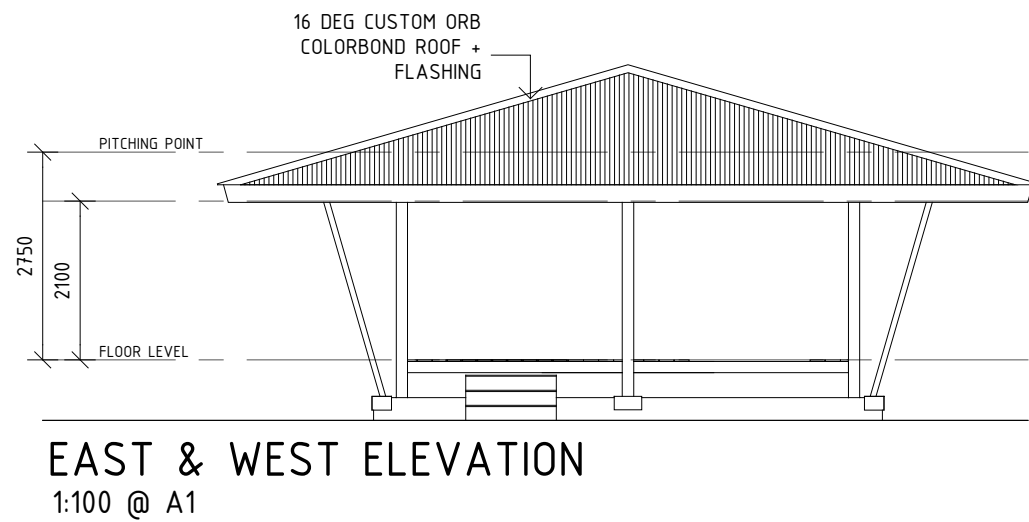 16 DEG CUSTOM ORB
COLORBOND ROOF +
FLASHING
PITCHING POINT
2750
2100
FLOOR LEVEL
EAST & WEST ELEVATION
1:100 @ A1